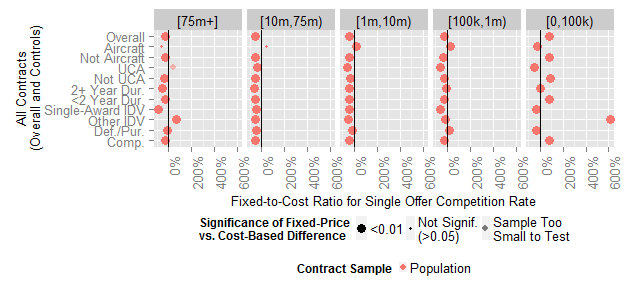 [75m+] [10m,75m) [1m,10m) [100k,1m) [0,100k)
All Contracts
(Overall and Controls)
Overall
Aircraft
Not Aircraft
UCA
Not UCA
2+ Year Dur.
<2 Year Dur.
Single-Award IDV
Other IDV
Def./Pur.
Comp.
0% 200% 400% 600% 0% 200% 400% 600% 0% 200% 400% 600% 0% 200% 400% 600% 0% 200% 400% 600%
Fixed-to-Cost Ratio for Single Offer Competition Rate
Significance of Fixed-Price
vs. Cost-Based Difference
<0.01
Not Signif.
(>0.05)
Sample Too
Small to Test
Contract Sample Population